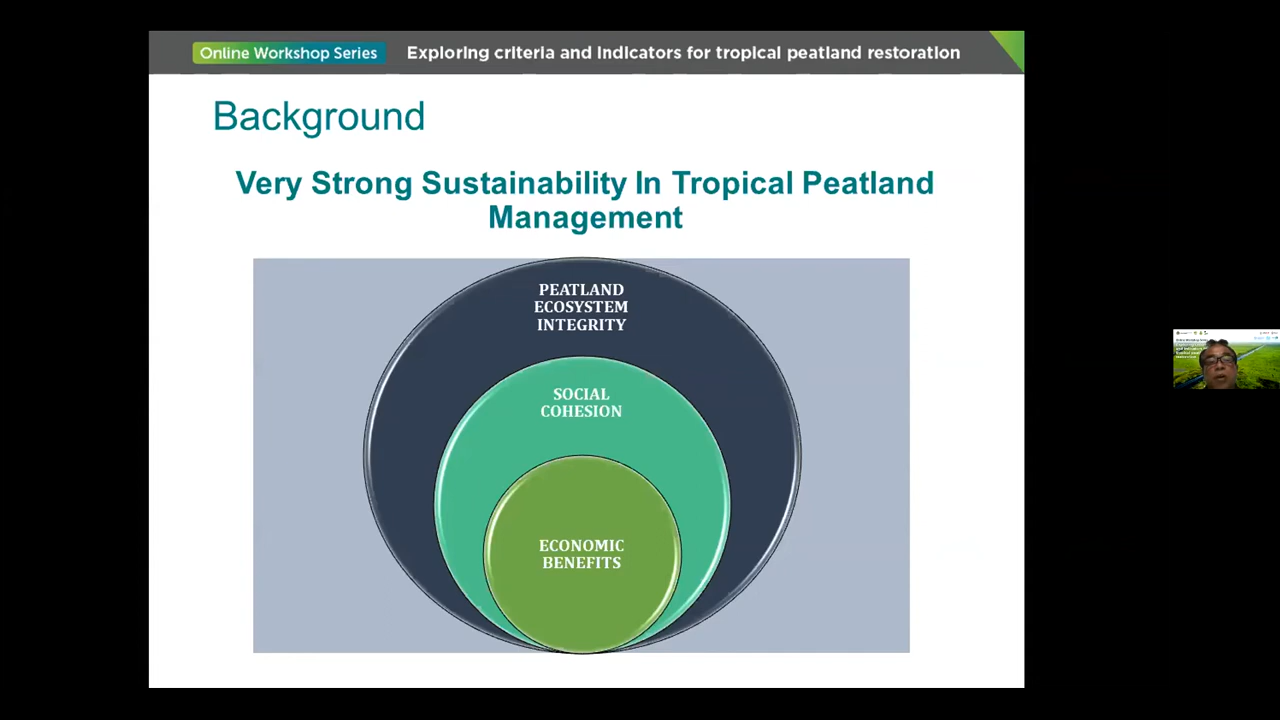 Online Workshop Series Exploring criteria and indicators for tropical peatland restoration
Background
Very Strong Sustainability In Tropical Peatland
Management
PEATLAND
ECOSYSTEM
INTEGRITY
SOCIAL
COHESION
ECONOMIC
BENEFITS